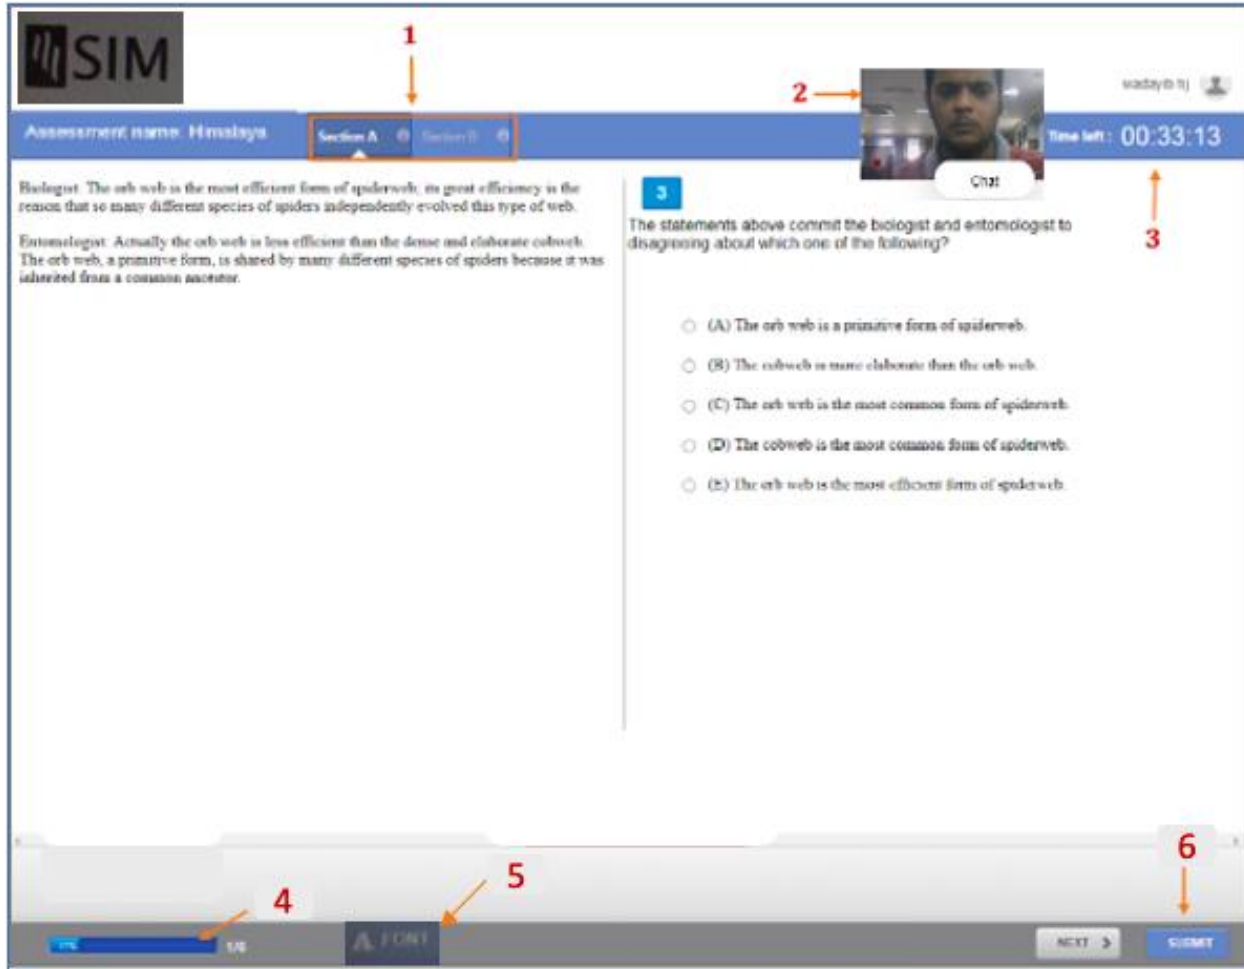 SIM
1
2
wadayib hj
Assessment name: Himalaya
Section A
Section B
Time left : 00:33:13
Chat
3
Biologist: The orb web is the most efficient form of spiderweb, its great efficiency is the
reason that so many different species of spiders independently evolved this type of web.
Entomologist: Actually the orb web is less efficient than the dense and elaborate cobweb.
The orb web, a primitive form, is shared by many different species of spiders because it was
inherited from a common ancestor.
3
The statements above commit the biologist and entomologist to
disagreeing about which one of the following?
(A) The orb web is a primitive form of spiderweb.
(B) The cobweb is more elaborate than the orb web.
(C) The orb web is the most common form of spiderweb.
(D) The cobweb is the most common form of spiderweb.
(E) The orb web is the most efficient form of spiderweb.
4
5
6
A FONT
NEXT >
SUBMIT